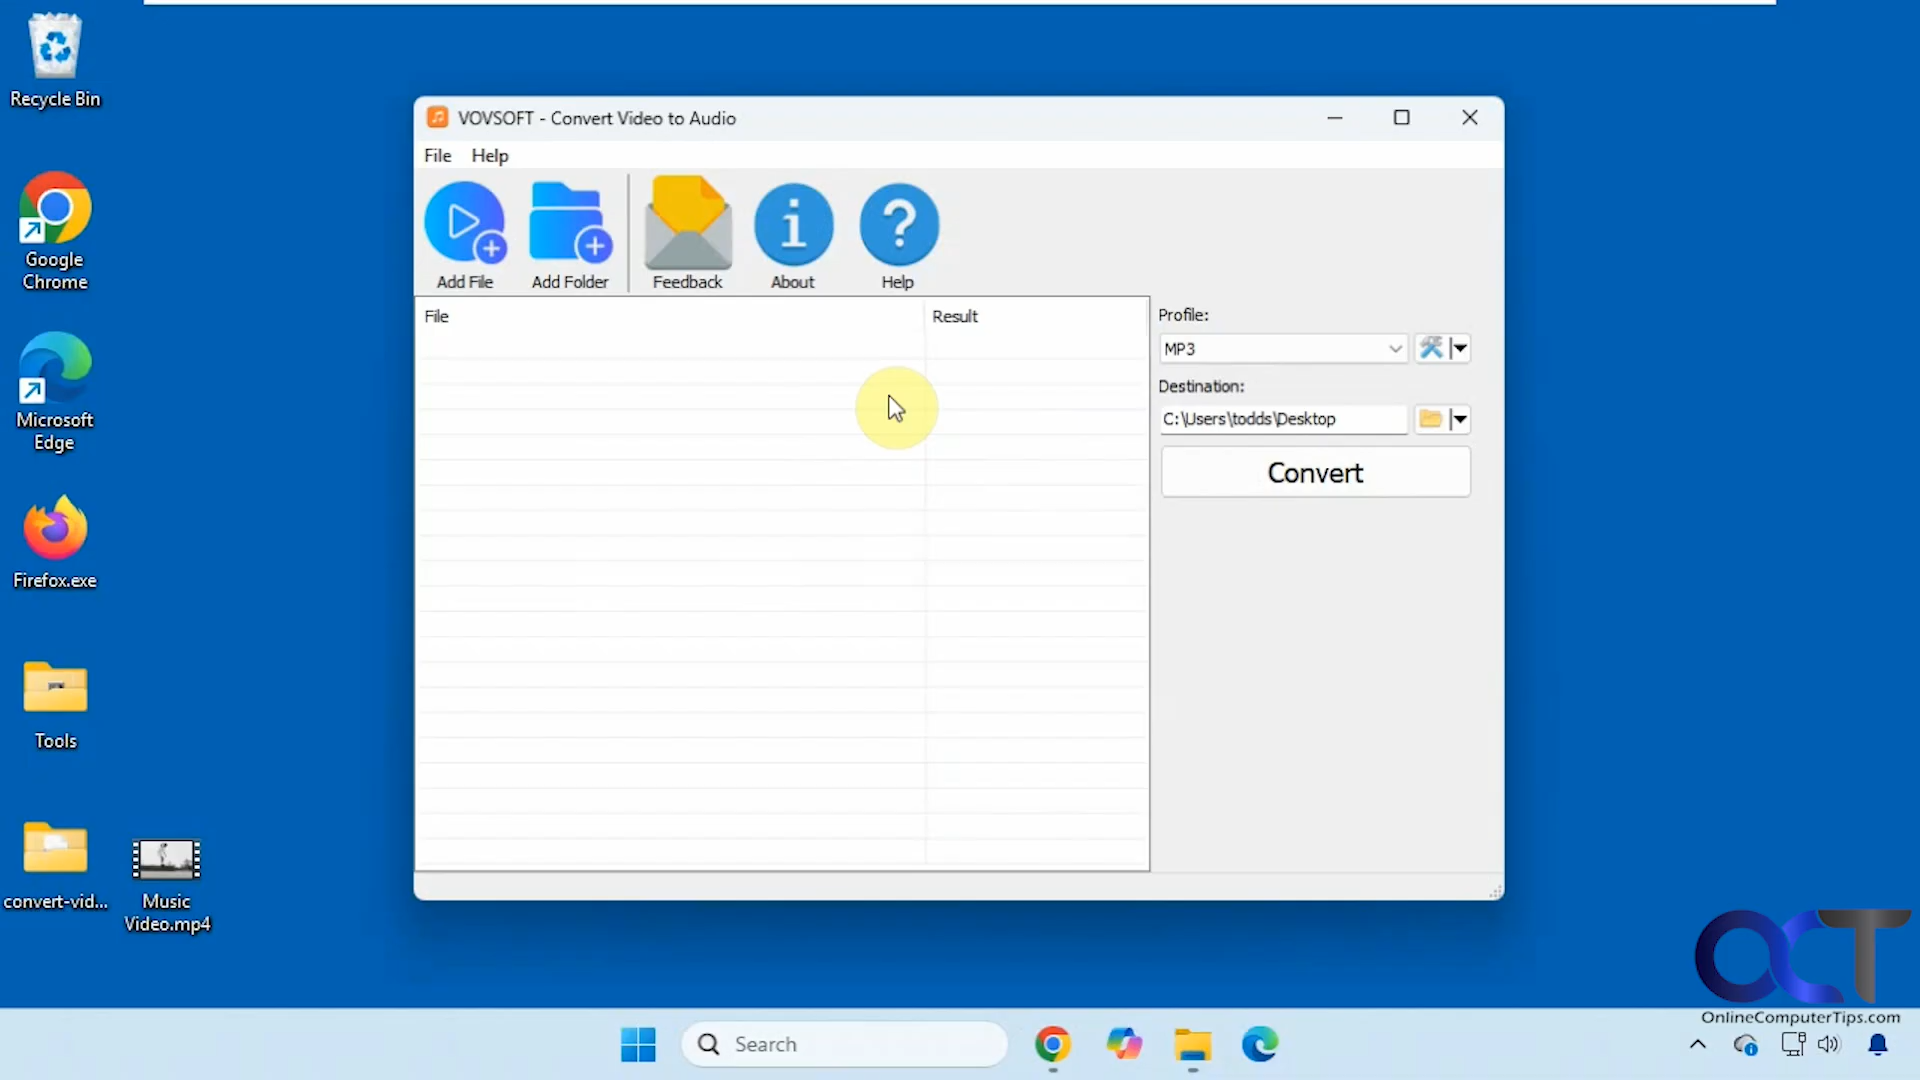 Recycle Bin
Google
Chrome
Microsoft
Edge
Firefox.exe
Tools
convert-vid...
Music
Video.mp4
VOVSOFT - Convert Video to Audio
File Help
Add File Add Folder Feedback About Help
File Result
Profile:
MP3
Destination:
C:\Users\todds\Desktop
Convert
OCT
OnlineComputerTips.com
Search